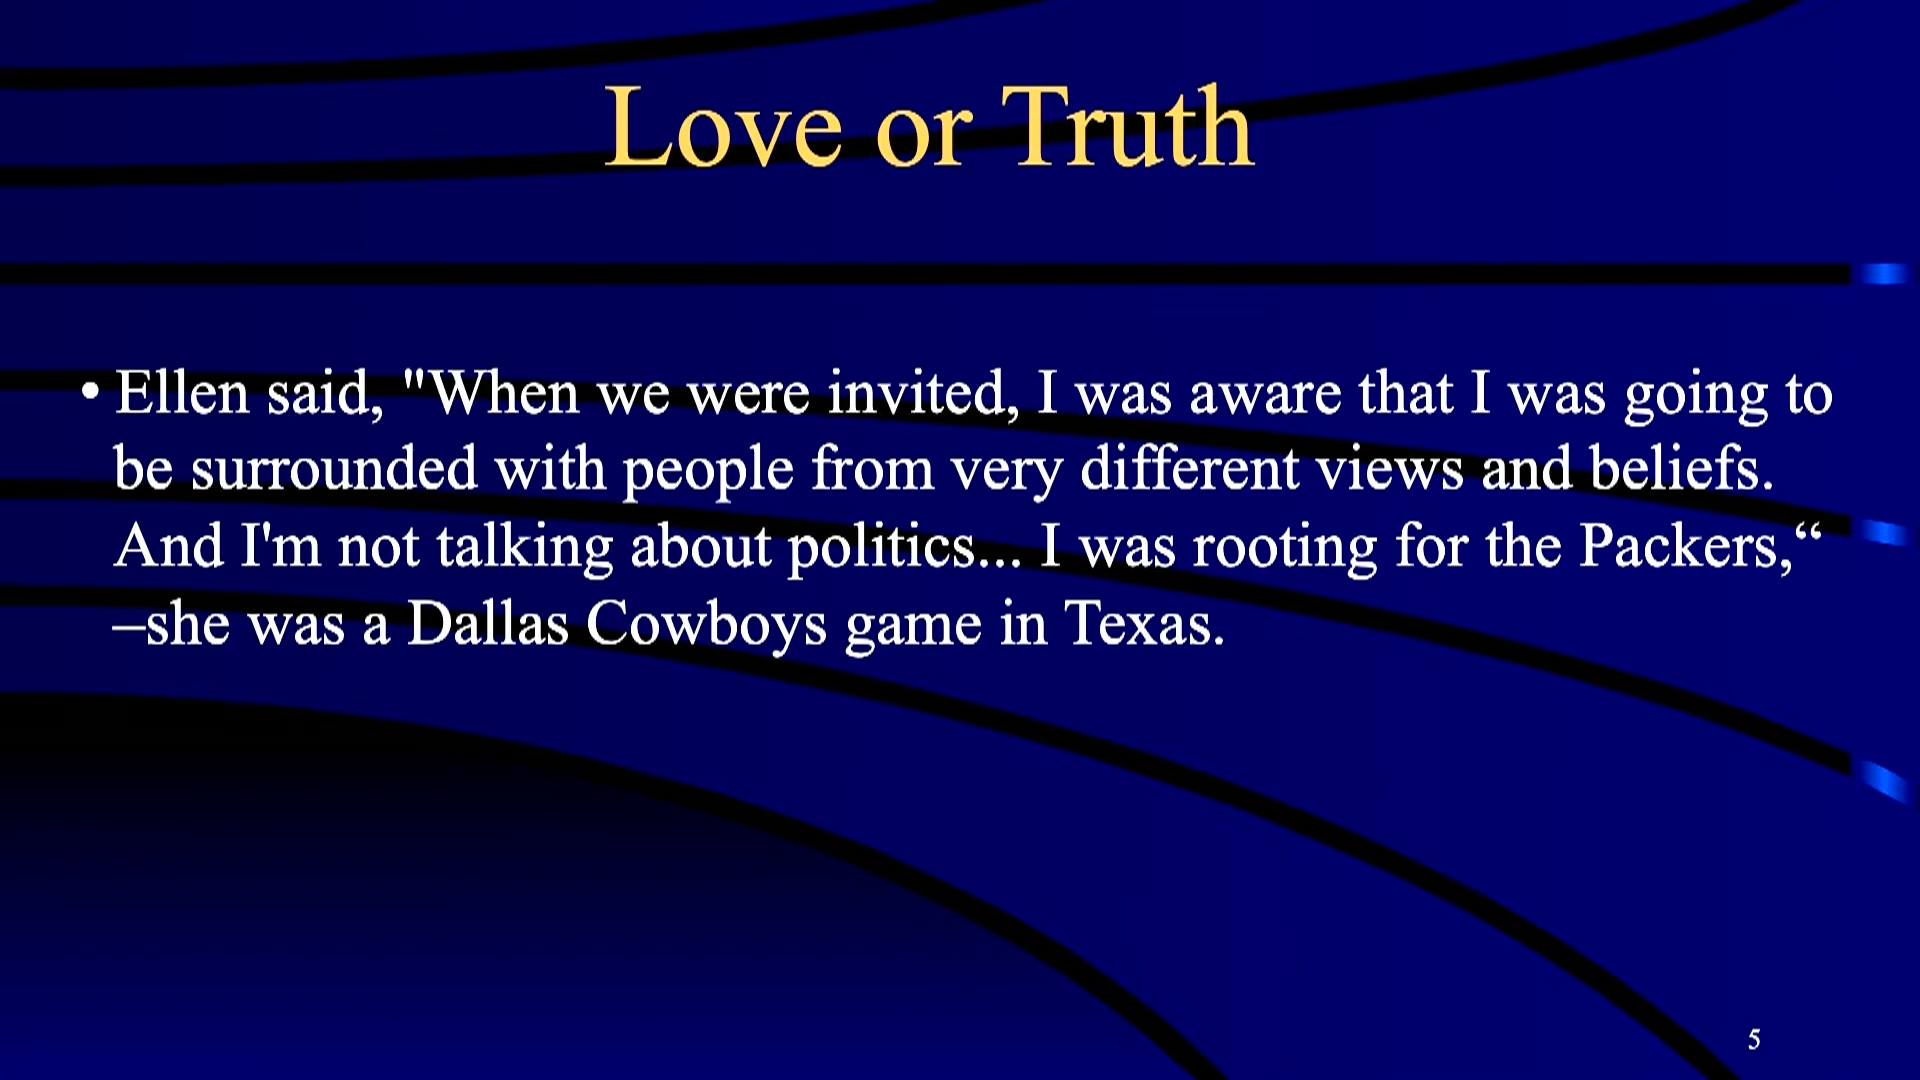 Love or Truth
• Ellen said, "When we were invited, I was aware that I was going to
be surrounded with people from very different views and beliefs.
And I'm not talking about politics... I was rooting for the Packers,“
–she was a Dallas Cowboys game in Texas.
5